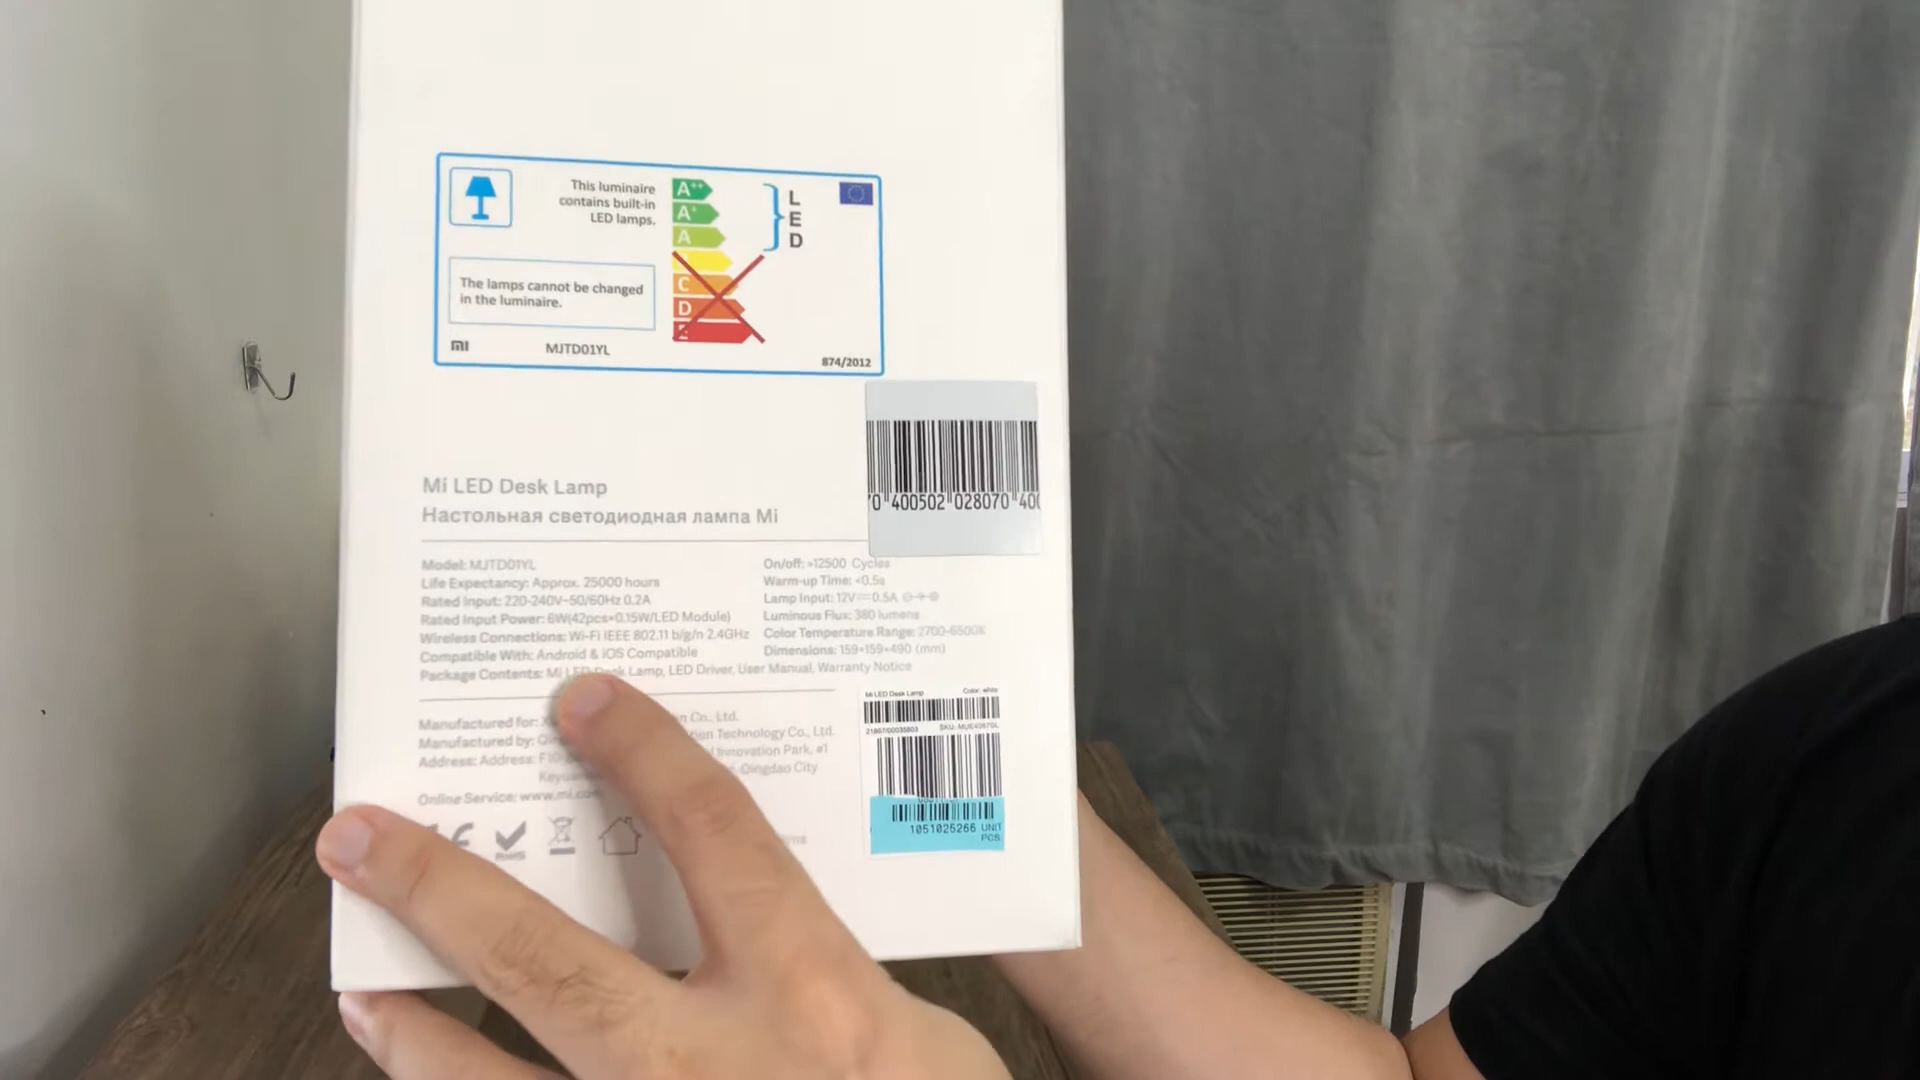 This luminaire
contains built-in
LED lamps.
A++
A+
A
C
D
E
L
E
D
The lamps cannot be changed
in the luminaire.
mi
MJTD01YL
874/2012
400502 028070
Mi LED Desk Lamp
Настольная светодиодная лампа Mi
Model: MJTD01YL
Life Expectancy: Approx. 25000 hours
Rated Input: 220-240V~50/60Hz 0.2A
Rated Input Power: 6W(42pcs*0.15W/LED Module)
Wireless Connections: Wi-Fi IEEE 802.11 b/g/n 2.4GHz
Compatible With: Android & iOS Compatible
On/off: >12500 Cycles
Warm-up Time: <0.5s
Lamp Input: 12V⎓0.5A
Luminous Flux: 380 lumens
Color Temperature Range: 2700-6500K
Dimensions: 159*159*490 (mm)
Package Contents: Mi LED Desk Lamp, LED Driver, User Manual, Warranty Notice
Manufactured for: Co., Ltd.
Manufactured by: Technology Co., Ltd.
Address: Address: Innovation Park, #1
Qingdao City
Online Service: www.mi.com
CE
RoHS
Mi LED Desk Lamp Color: white
21867/00035803
1051025266 UNIT
PCS